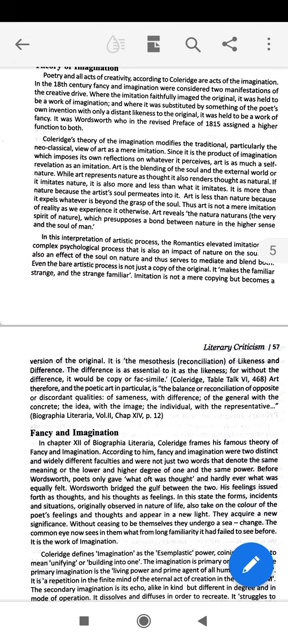 Theory of Imagination
Poetry and all acts of creativity, according to Coleridge are acts of the imagination.
In the 18th century fancy and imagination were considered two manifestations of
the creative drive. Where the imitation faithfully imaged the original, it was held to
be a work of imagination; and where it was substituted by something of the poet's
own invention with only a distant likeness to the original, it was held to be a work of
fancy. It was Wordsworth who in the revised Preface of 1815 assigned a higher
function to both.
Coleridge's theory of the imagination modifies the traditional, particularly the
neo-classical, view of art as a mere imitation. Since it is the product of imagination
which imposes its own reflections on whatever it perceives, art is as much a self-
revelation as an imitation. Art is the blending of the soul and the external world or
nature. While art represents nature as thought it also renders thought as natural. If
it imitates nature, it is also more and less than what it imitates. It is more than
nature because the artist's soul permeates into it. Art is less than nature because
it expels whatever is beyond the grasp of the soul. Thus art is not a mere imitation
of reality as we experience it otherwise. Art reveals 'the natura naturans (the very
spirit of nature), which presupposes a bond between nature in the higher sense
and the soul of man.'
In this interpretation of artistic process, the Romantics elevated imitation
complex psychological process that is also an impact of nature on the sou
also an effect of the soul on nature and thus serves to mediate and blend both.
Even the bare artistic process is not just a copy of the original. It 'makes the familiar
strange, and the strange familiar'. Imitation is not a mere copying but becomes a
5
Literary Criticism | 57
version of the original. It is 'the mesothesis (reconciliation) of Likeness and
Difference. The difference is as essential to it as the likeness; for without the
difference, it would be copy or fac-simile.' (Coleridge, Table Talk VI, 468) Art
therefore, and the poetic art in particular, is "the balance or reconciliation of opposite
or discordant qualities: of sameness, with difference; of the general with the
concrete; the idea, with the image; the individual, with the representative..."
(Biographia Literaria, Vol.II, Chap XIV, p. 12)
Fancy and Imagination
In chapter XII of Biographia Literaria, Coleridge frames his famous theory of
Fancy and Imagination. According to him, fancy and imagination were two distinct
and widely different faculties and were not just two words that denote the same
meaning or the lower and higher degree of one and the same power. Before
Wordsworth, poets only gave 'what oft was thought' and hardly ever what was
equally felt. Wordsworth bridged the gulf between the two. His feelings issued
forth as thoughts, and his thoughts as feelings. In this state the forms, incidents
and situations, originally observed in nature of life, also take on the colour of the
poet's feelings and thoughts and appear in a new light. They acquire a new
significance. Without ceasing to be themselves they undergo a sea – change. The
common eye now sees in them what from long familiarity it had failed to see before.
It is the work of Imagination.
Coleridge defines 'Imagination' as the 'Esemplastic' power, coini
mean 'unifying' or 'building into one'. The imagination is primary o
primary imagination is the 'living power and prime agent of all hum
It is 'a repetition in the finite mind of the eternal act of creation in the
The secondary imagination is its echo, alike in kind but different in degree and in
mode of operation. It dissolves and diffuses in order to recreate. It 'struggles to